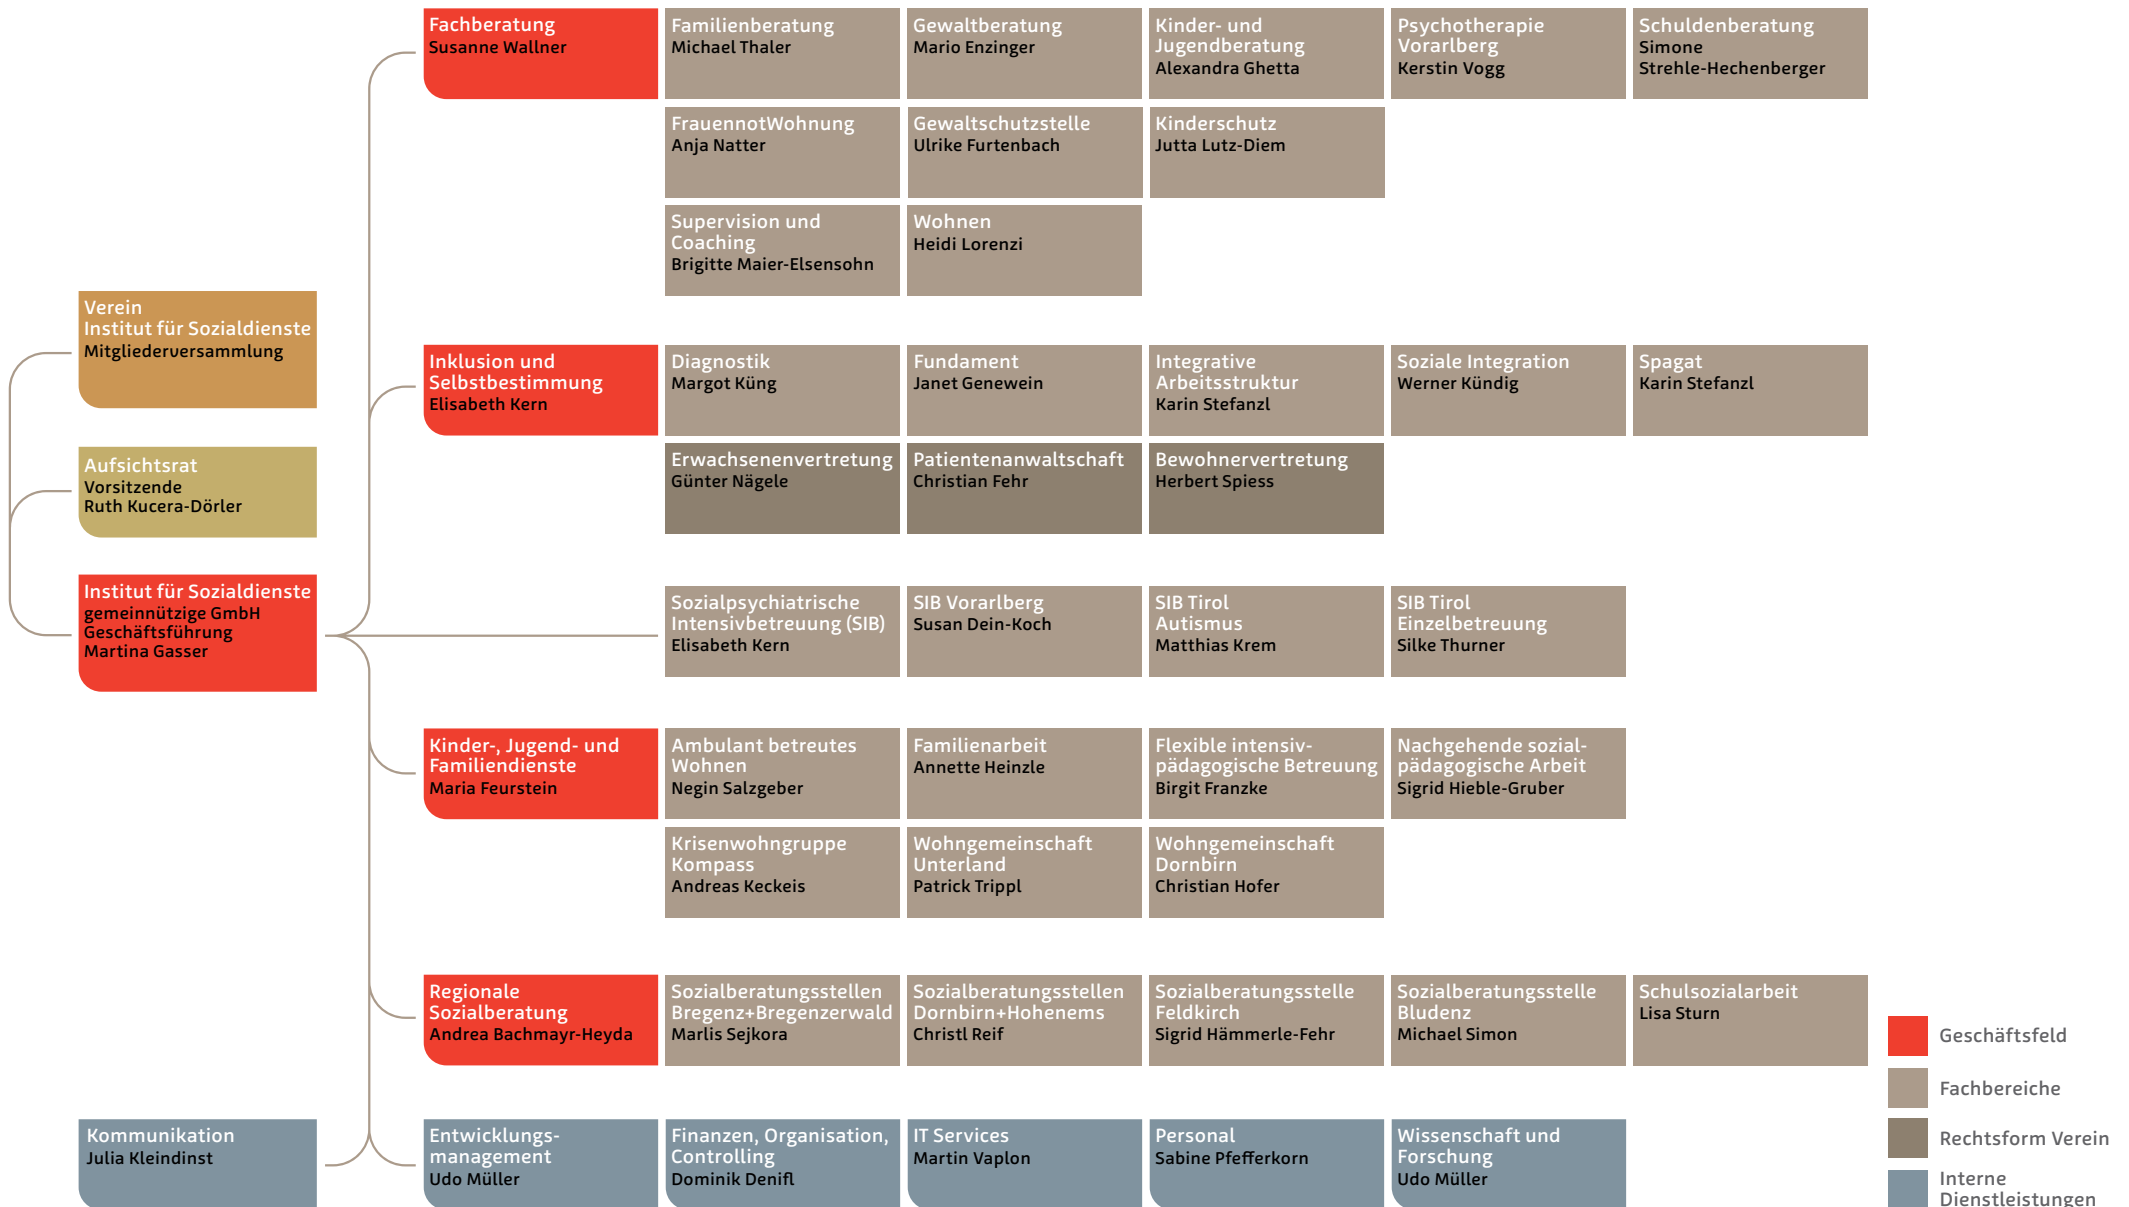 Fachberatung
Susanne Wallner
Familienberatung
Michael Thaler
Gewaltberatung
Mario Enzinger
Kinder- und
Jugendberatung
Alexandra Ghetta
Psychotherapie
Vorarlberg
Kerstin Vogg
Schuldenberatung
Simone
Strehle-Hechenberger
FrauennotWohnung
Anja Natter
Gewaltschutzstelle
Ulrike Furtenbach
Kinderschutz
Jutta Lutz-Diem
Supervision und
Coaching
Brigitte Maier-Elsensohn
Wohnen
Heidi Lorenzi
Verein
Institut für Sozialdienste
Mitgliederversammlung
Inklusion und
Selbstbestimmung
Elisabeth Kern
Diagnostik
Margot Küng
Fundament
Janet Genewein
Integrative
Arbeitsstruktur
Karin Stefanzl
Soziale Integration
Werner Kündig
Spagat
Karin Stefanzl
Aufsichtsrat
Vorsitzende
Ruth Kucera-Dörler
Erwachsenenvertretung
Günter Nägele
Patientenanwaltschaft
Christian Fehr
Bewohnervertretung
Herbert Spiess
Institut für Sozialdienste
gemeinnützige GmbH
Geschäftsführung
Martina Gasser
Sozialpsychiatrische
Intensivbetreuung (SIB)
Elisabeth Kern
SIB Vorarlberg
Susan Dein-Koch
SIB Tirol
Autismus
Matthias Krem
SIB Tirol
Einzelbetreuung
Silke Thurner
Kinder-, Jugend- und
Familiendienste
Maria Feurstein
Ambulant betreutes
Wohnen
Negin Salzgeber
Familienarbeit
Annette Heinzle
Flexible intensiv-
pädagogische Betreuung
Birgit Franzke
Nachgehende sozial-
pädagogische Arbeit
Sigrid Hieble-Gruber
Krisenwohngruppe
Kompass
Andreas Keckeis
Wohngemeinschaft
Unterland
Patrick Trippl
Wohngemeinschaft
Dornbirn
Christian Hofer
Regionale
Sozialberatung
Andrea Bachmayr-Heyda
Sozialberatungsstellen
Bregenz+Bregenzerwald
Marlis Sejkora
Sozialberatungsstellen
Dornbirn+Hohenems
Christl Reif
Sozialberatungsstelle
Feldkirch
Sigrid Hämmerle-Fehr
Sozialberatungsstelle
Bludenz
Michael Simon
Schulsozialarbeit
Lisa Sturn
Kommunikation
Julia Kleindinst
Entwicklungs-
management
Udo Müller
Finanzen, Organisation,
Controlling
Dominik Denifl
IT Services
Martin Vaplon
Personal
Sabine Pfefferkorn
Wissenschaft und
Forschung
Udo Müller
Geschäftsfeld
Fachbereiche
Rechtsform Verein
Interne
Dienstleistungen